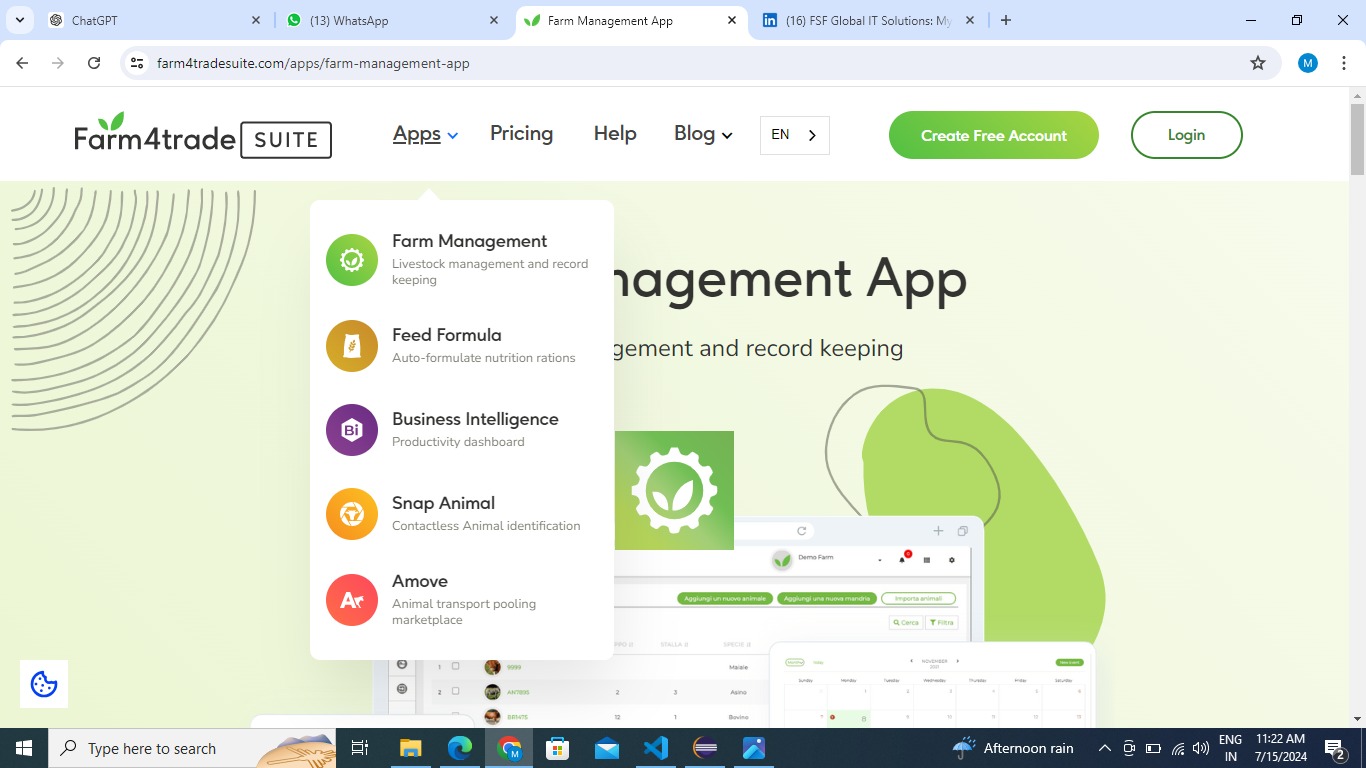 ChatGPT
(13) WhatsApp
Farm Management App
(16) FSF Global IT Solutions: My
farm4tradesuite.com/apps/farm-management-app
M
Farm4trade SUITE
Apps
Pricing
Help
Blog
EN
Create Free Account
Login
Farm Management
Livestock management and record
keeping
Feed Formula
Auto-formulate nutrition rations
Business Intelligence
Productivity dashboard
Snap Animal
Contactless Animal identification
Amove
Animal transport pooling
marketplace
nagement App
gement and record keeping
Demo Farm
Aggiungi un nuovo animale
Aggiungi una nuova mandria
Importa animali
Cerca
Filtra
STALLA
SPECIE
1 9999 Maiale
2 AN7895 2 3 Asino
BR1475 12 1 Bovino
NOVEMBER
2021
New Event
Sunday Monday Tuesday Wednesday Thursday Friday Saturday
Type here to search
Afternoon rain
ENG
IN
11:22 AM
7/15/2024
2